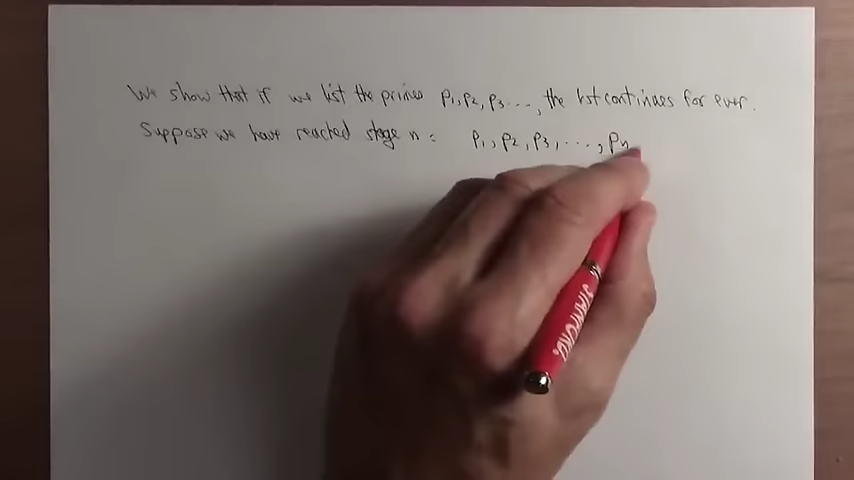 We show that if we list the primes p₁, p₂, p₃ ..., the list continues for ever.
Suppose we have reached stage n : p₁, p₂, p₃, ..., pₙ
STANFORD